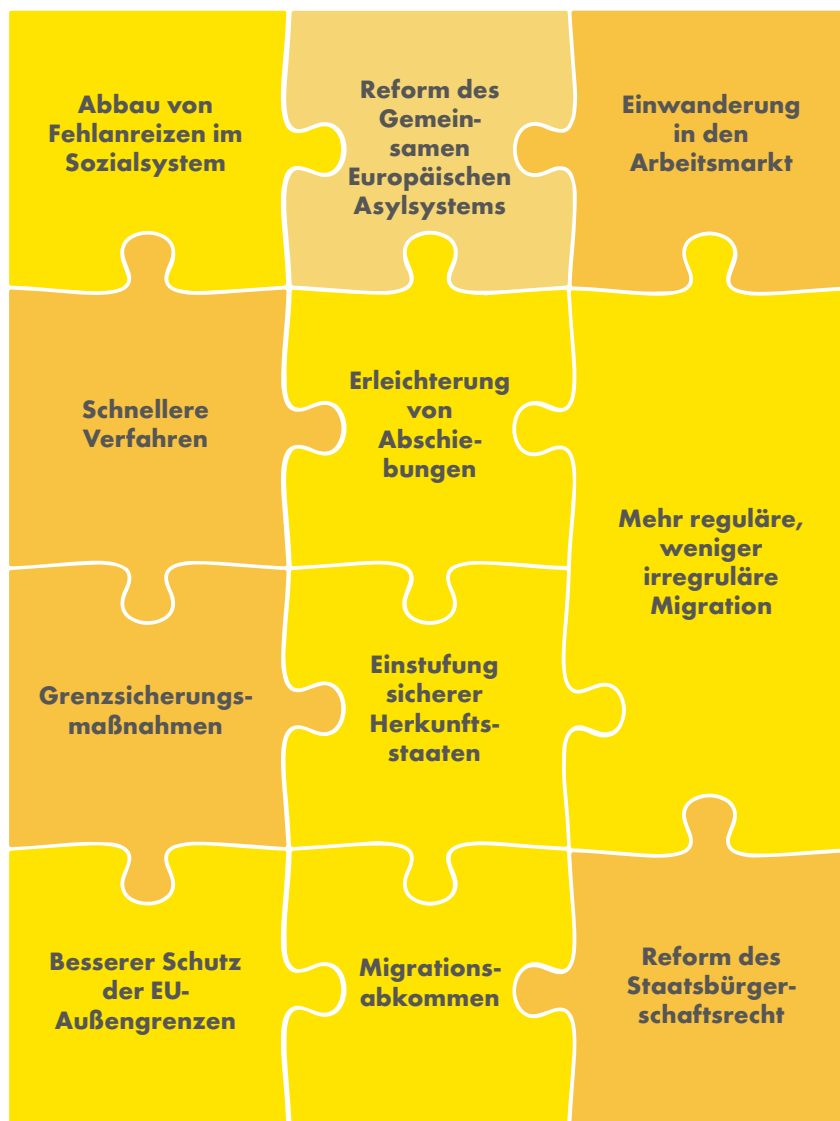 Abbau von
Fehlanreizen im
Sozialsystem
Reform des
Gemein-
samen
Europäischen
Asylsystems
Einwanderung
in den
Arbeitsmarkt
Schnellere
Verfahren
Erleichterung
von
Abschie-
bungen
Mehr reguläre,
weniger
irregruläre
Migration
Grenzsicherungs-
maßnahmen
Einstufung
sicherer
Herkunfts-
staaten
Besserer Schutz
der EU-
Außengrenzen
Migrations-
abkommen
Reform des
Staatsbürger-
schaftsrecht